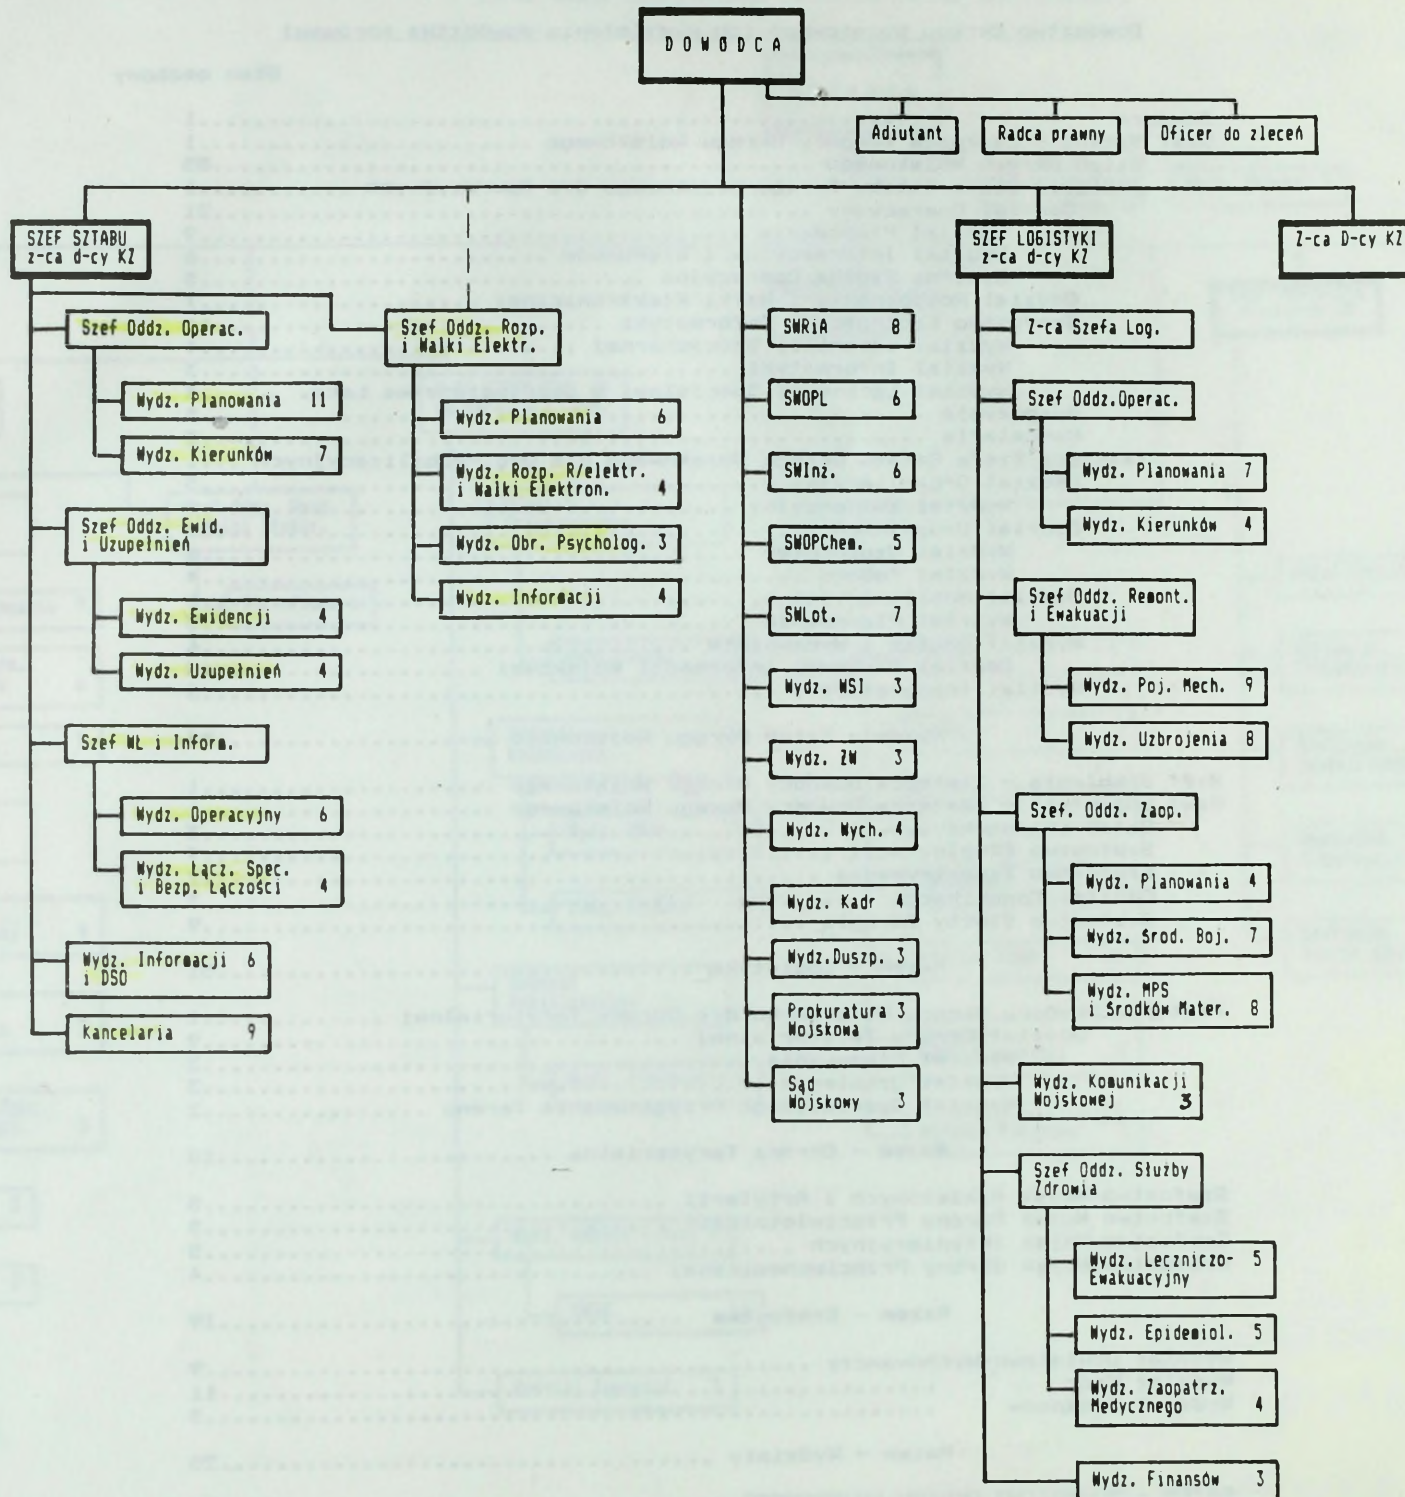 DOWÓDCA
Adiutant
Radca prawny
Oficer do zleceń
SZEF SZTABU
z-ca d-cy KZ
SZEF LOGISTYKI
z-ca d-cy KZ
Z-ca D-cy KZ
Szef Oddz. Operac.
Wydz. Planowania 11
Wydz. Kierunków 7
Szef Oddz. Ewid.
i Uzupełnień
Wydz. Ewidencji 4
Wydz. Uzupełnień 4
Szef WŁ i Inform.
Wydz. Operacyjny 6
Wydz. Łącz. Spec.
i Bezp. Łączości 4
Wydz. Informacji 6
i DSO
Kancelaria 9
Szef Oddz. Rozp.
i Walki Elektr.
Wydz. Planowania 6
Wydz. Rozp. R/elektr.
i Walki Elektron. 4
Wydz. Obr. Psycholog. 3
Wydz. Informacji 4
SWRiA 8
SWOPL 6
SWInż. 6
SWOPChem. 5
SWLot. 7
Wydz. WSI 3
Wydz. ŻW 3
Wydz. Wych. 4
Wydz. Kadr 4
Wydz.Duszp. 3
Prokuratura 3
Wojskowa
Sąd
Wojskowy 3
Z-ca Szefa Log.
Szef Oddz.Operac.
Wydz. Planowania 7
Wydz. Kierunków 4
Szef Oddz. Remont.
i Ewakuacji
Wydz. Poj. Mech. 9
Wydz. Uzbrojenia 8
Szef. Oddz. Zaop.
Wydz. Planowania 4
Wydz. Środ. Boj. 7
Wydz. MPS
i Środków Mater. 8
Wydz. Komunikacji
Wojskowej 3
Szef Oddz. Służby
Zdrowia
Wydz. Leczniczo- 5
Ewakuacyjny
Wydz. Epidemiol. 5
Wydz. Zaopatrz.
Medycznego 4
Wydz. Finansów 3